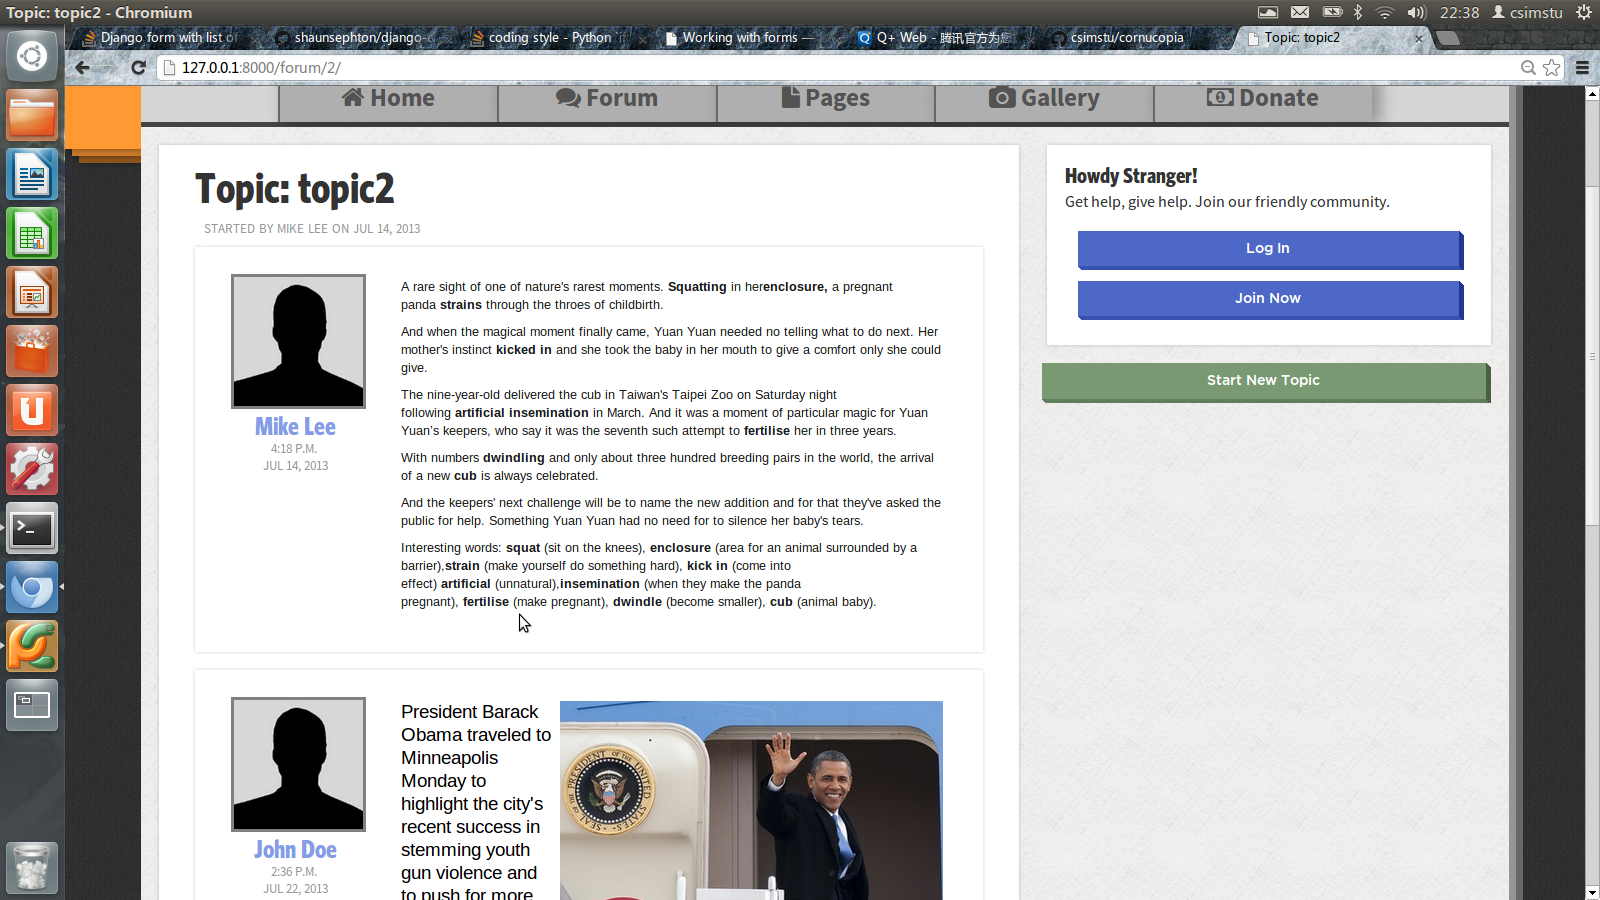 Topic: topic2 - Chromium
22:38
csimstu
Django form with list of
shaunsephton/django-c
coding style - Python
Working with forms —
Q+ Web - 腾讯官方为您
csimstu/cornucopia
Topic: topic2
127.0.0.1:8000/forum/2/
Home
Forum
Pages
Gallery
Donate
Topic: topic2
STARTED BY MIKE LEE ON JUL 14, 2013
Mike Lee
4:18 P.M.
JUL 14, 2013
A rare sight of one of nature's rarest moments. Squatting in herenclosure, a pregnant
panda strains through the throes of childbirth.
And when the magical moment finally came, Yuan Yuan needed no telling what to do next. Her
mother's instinct kicked in and she took the baby in her mouth to give a comfort only she could
give.
The nine-year-old delivered the cub in Taiwan's Taipei Zoo on Saturday night
following artificial insemination in March. And it was a moment of particular magic for Yuan
Yuan's keepers, who say it was the seventh such attempt to fertilise her in three years.
With numbers dwindling and only about three hundred breeding pairs in the world, the arrival
of a new cub is always celebrated.
And the keepers' next challenge will be to name the new addition and for that they've asked the
public for help. Something Yuan Yuan had no need for to silence her baby's tears.
Interesting words: squat (sit on the knees), enclosure (area for an animal surrounded by a
barrier),strain (make yourself do something hard), kick in (come into
effect) artificial (unnatural),insemination (when they make the panda
pregnant), fertilise (make pregnant), dwindle (become smaller), cub (animal baby).
John Doe
2:36 P.M.
JUL 22, 2013
President Barack
Obama traveled to
Minneapolis
Monday to
highlight the city's
recent success in
stemming youth
gun violence and
to push for more
SEAL OF THE PRESIDENT OF THE
Howdy Stranger!
Get help, give help. Join our friendly community.
Log In
Join Now
Start New Topic